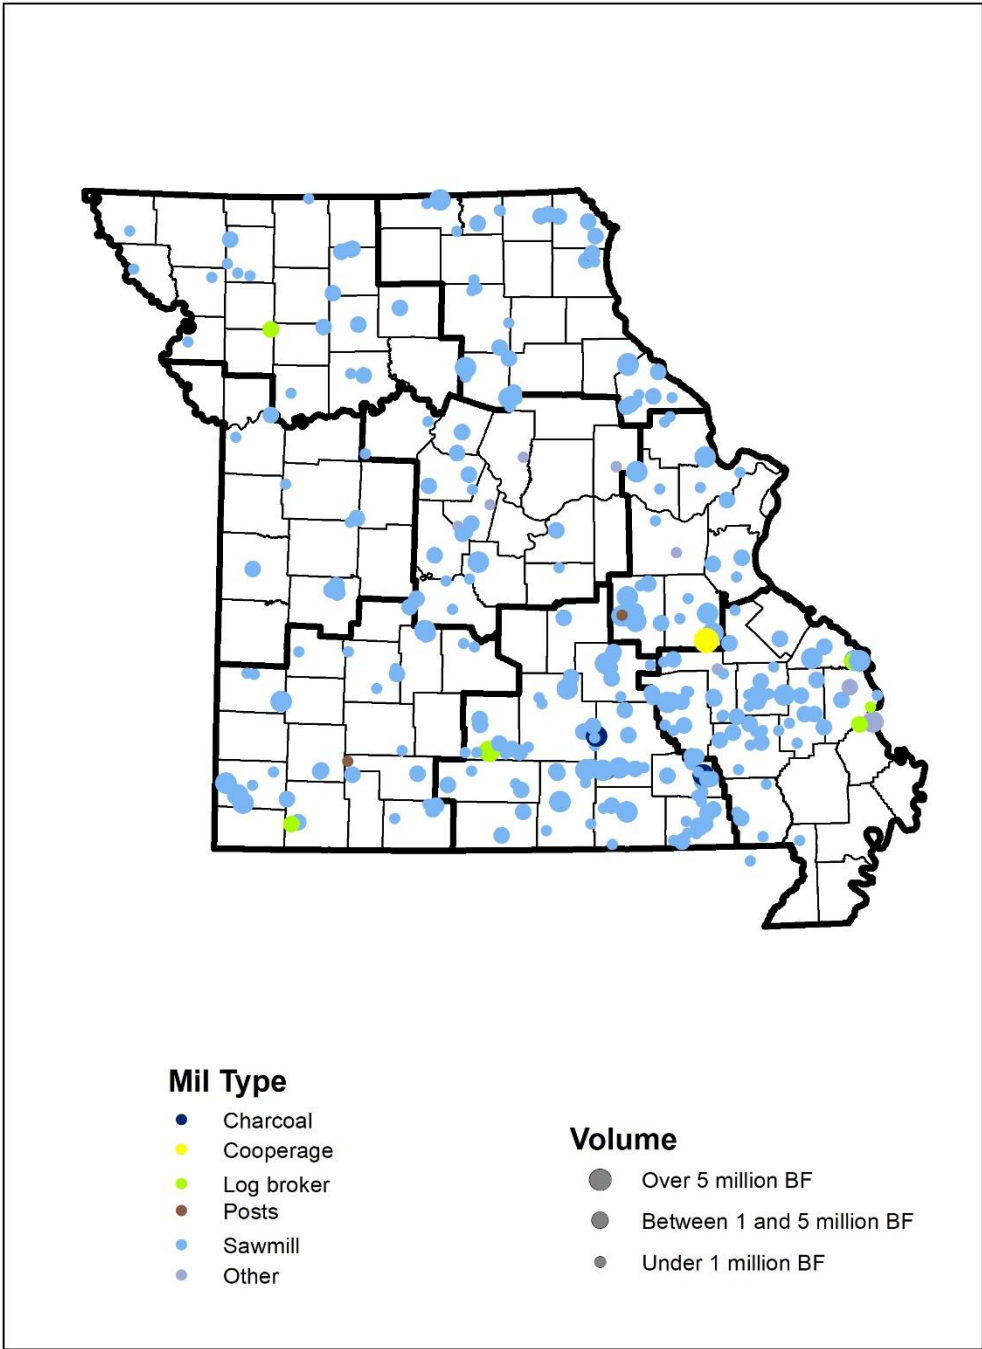 Mil Type
Charcoal
Cooperage
Log broker
Posts
Sawmill
Other
Volume
Over 5 million BF
Between 1 and 5 million BF
Under 1 million BF